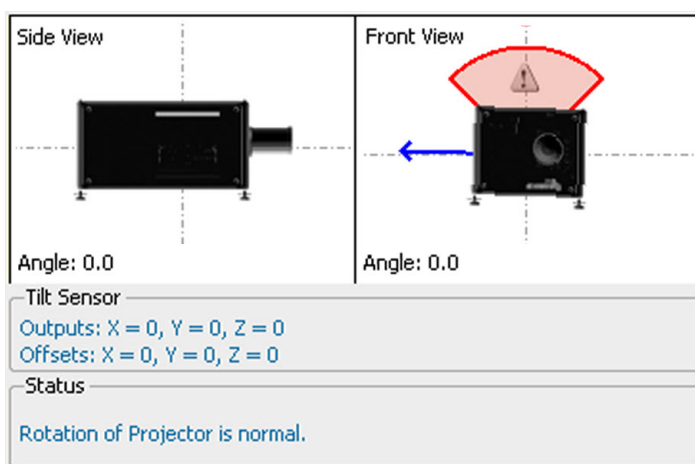 Side View
Front View
Angle: 0.0
Angle: 0.0
Tilt Sensor
Outputs: X = 0, Y = 0, Z = 0
Offsets: X = 0, Y = 0, Z = 0
Status
Rotation of Projector is normal.